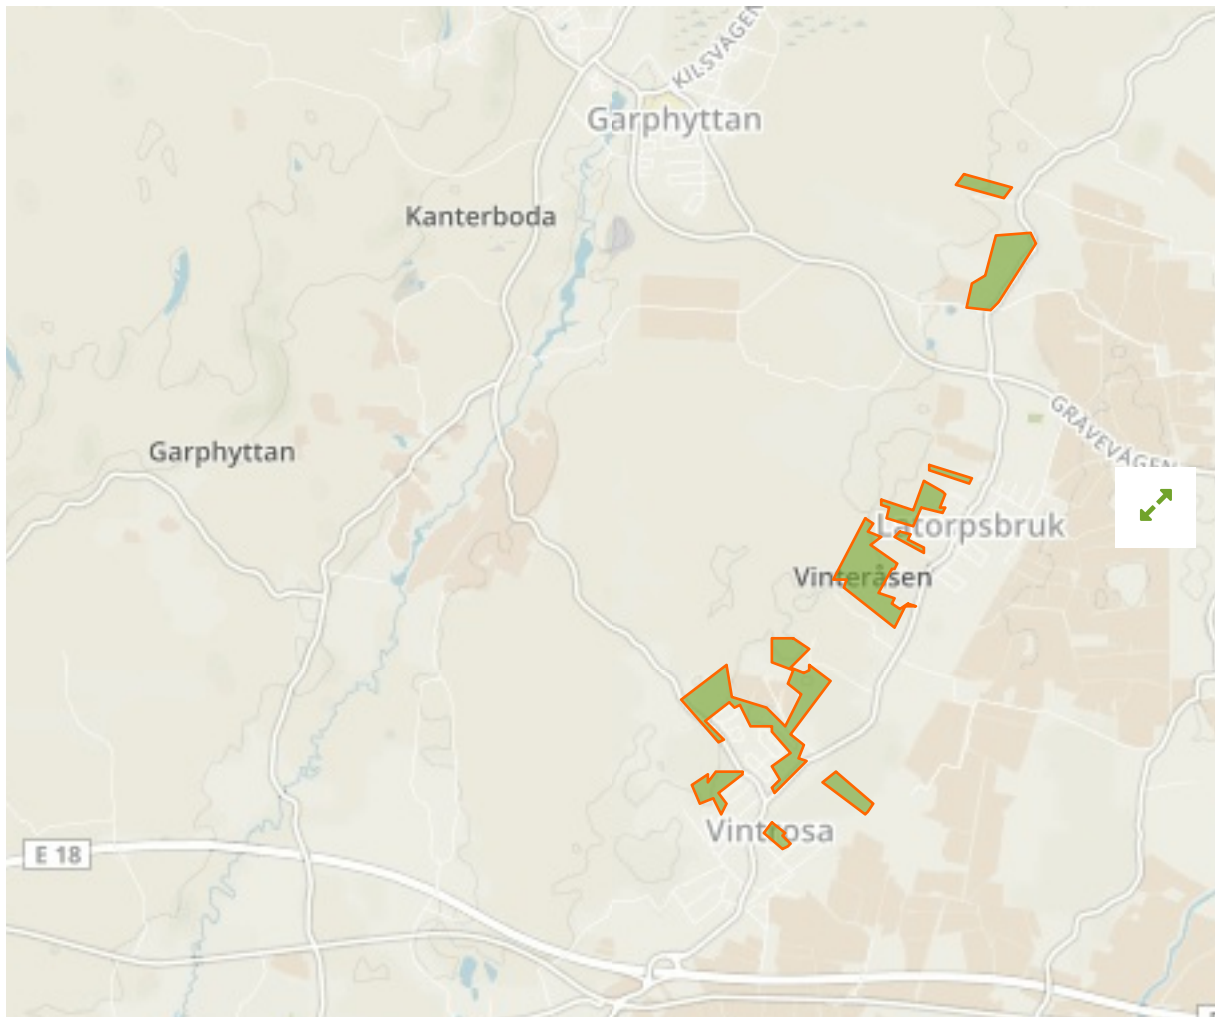 KILSVÄGEN
Garphyttan
Kanterboda
GRÄVEVÄGEN
Garphyttan
Latorpsbruk
Vinteråsen
Vintrosa
E 18